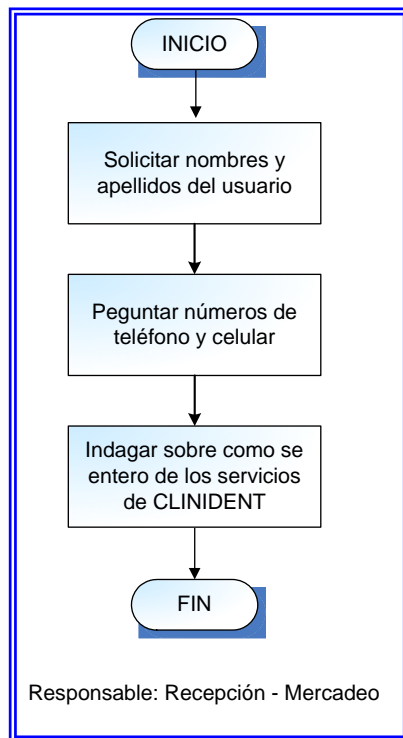 INICIO
Solicitar nombres y
apellidos del usuario
Peguntar números de
teléfono y celular
Indagar sobre como se
entero de los servicios
de CLINIDENT
FIN
Responsable: Recepción - Mercadeo